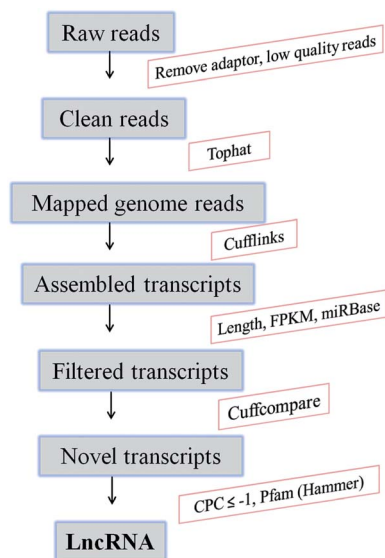 Raw reads
Remove adaptor, low quality reads
Clean reads
Tophat
Mapped genome reads
Cufflinks
Assembled transcripts
Length, FPKM, miRBase
Filtered transcripts
Cuffcompare
Novel transcripts
CPC ≤ -1, Pfam (Hammer)
LncRNA